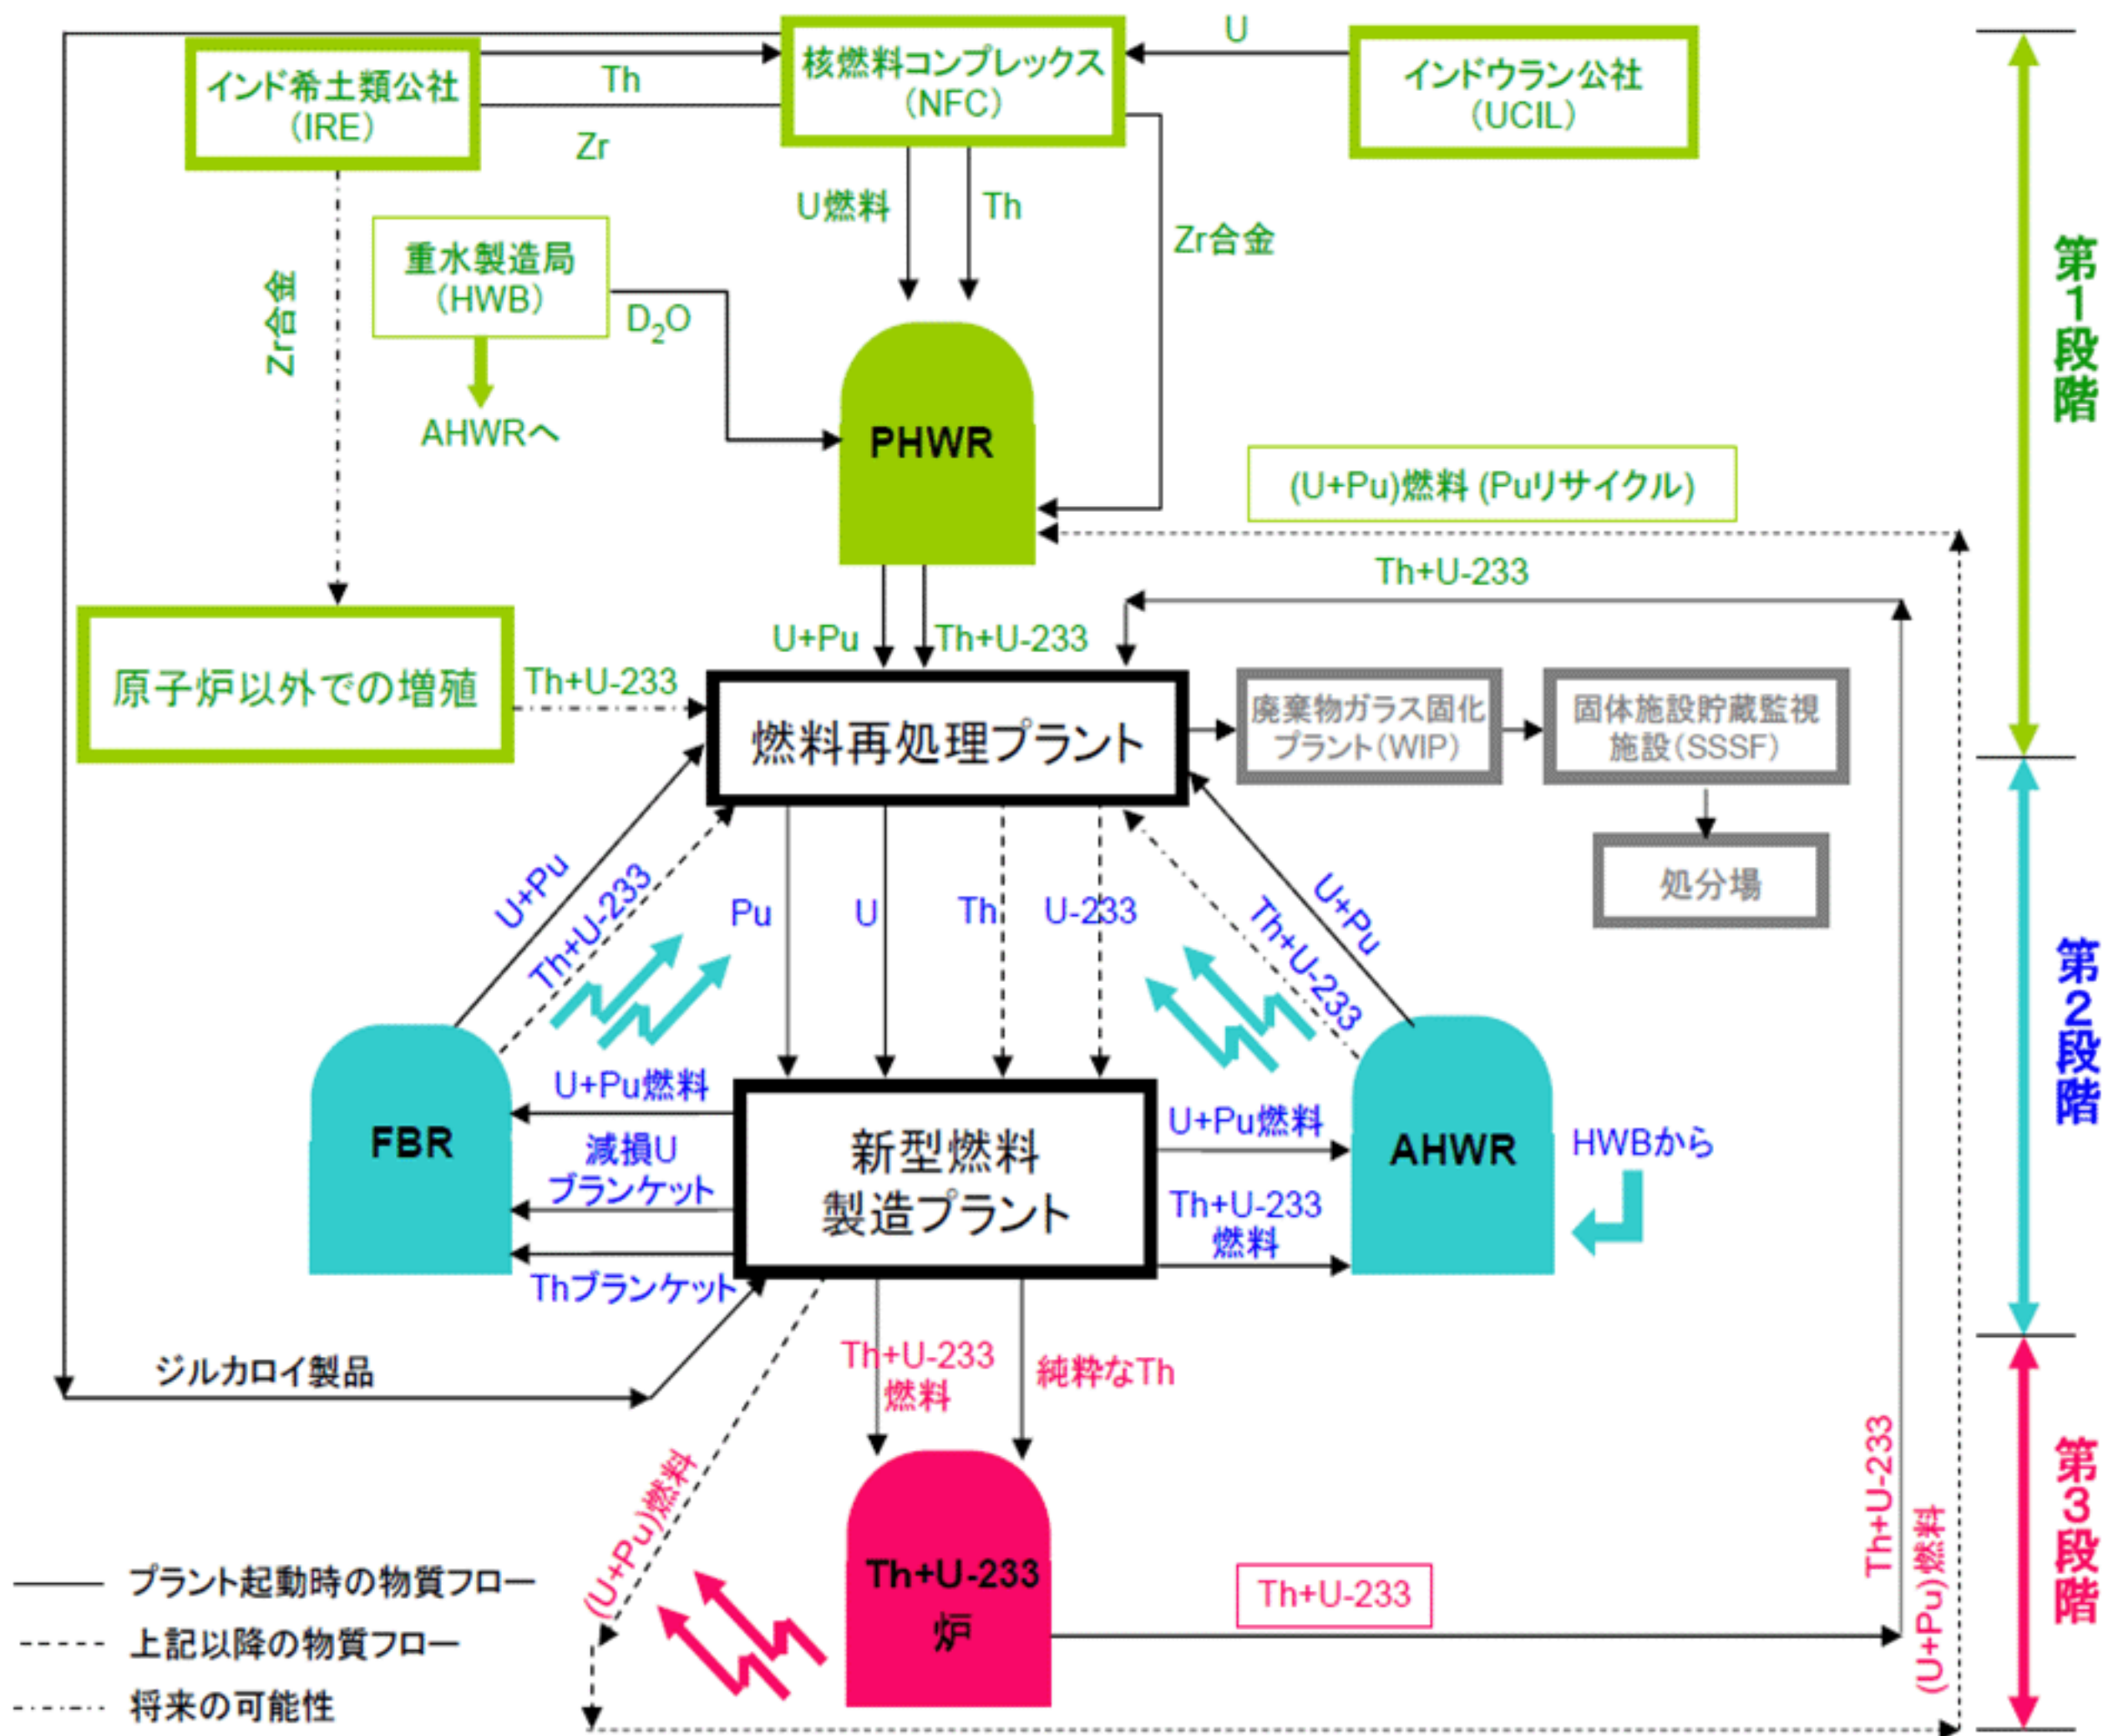 インド希土類公社
（IRE）
Th
Zr
核燃料コンプレックス
（NFC）
U
インドウラン公社
（UCIL）
U燃料
Th
Zr合金
Zr合金
重水製造局
（HWB）
D2O
AHWRへ
PHWR
第1段階
(U+Pu)燃料 (Puリサイクル)
Th+U-233
U+Pu
Th+U-233
原子炉以外での増殖
Th+U-233
燃料再処理プラント
廃棄物ガラス固化
プラント（WIP）
固体施設貯蔵監視
施設（SSSF）
処分場
U+Pu
Th+U-233
Pu
U
Th
U-233
Th+U-233
U+Pu
第2段階
FBR
U+Pu燃料
減損U
ブランケット
Thブランケット
新型燃料
製造プラント
U+Pu燃料
Th+U-233
燃料
AHWR
HWBから
ジルカロイ製品
Th+U-233
燃料
純粋なTh
(U+Pu)燃料
Th+U-233
炉
Th+U-233
Th+U-233
(U+Pu)燃料
第3段階
プラント起動時の物質フロー
上記以降の物質フロー
将来の可能性